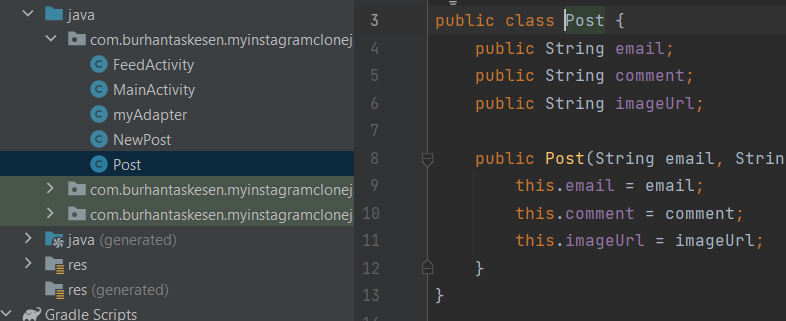 java
com.burhantaskesen.myinstagramclonej
FeedActivity
MainActivity
myAdapter
NewPost
Post
com.burhantaskesen.myinstagramclonej
com.burhantaskesen.myinstagramclonej
java (generated)
res
res (generated)
Gradle Scripts
3 public class Post {
4 public String email;
5 public String comment;
6 public String imageUrl;
7
8 public Post(String email, Strin
9 this.email = email;
10 this.comment = comment;
11 this.imageUrl = imageUrl;
12 }
13 }
14